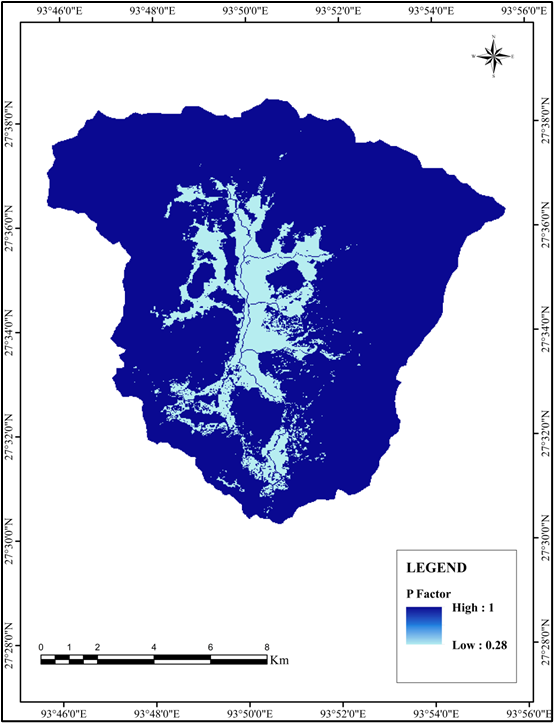 93°46'0"E 93°48'0"E 93°50'0"E 93°52'0"E 93°54'0"E 93°56'0"E
N
W E
S
27°38'0"N 27°38'0"N
27°36'0"N 27°36'0"N
27°34'0"N 27°34'0"N
27°32'0"N 27°32'0"N
27°30'0"N 27°30'0"N
27°28'0"N 27°28'0"N
LEGEND
P Factor
High : 1
Low : 0.28
0 1 2 4 6 8
Km
93°46'0"E 93°48'0"E 93°50'0"E 93°52'0"E 93°54'0"E 93°56'0"E